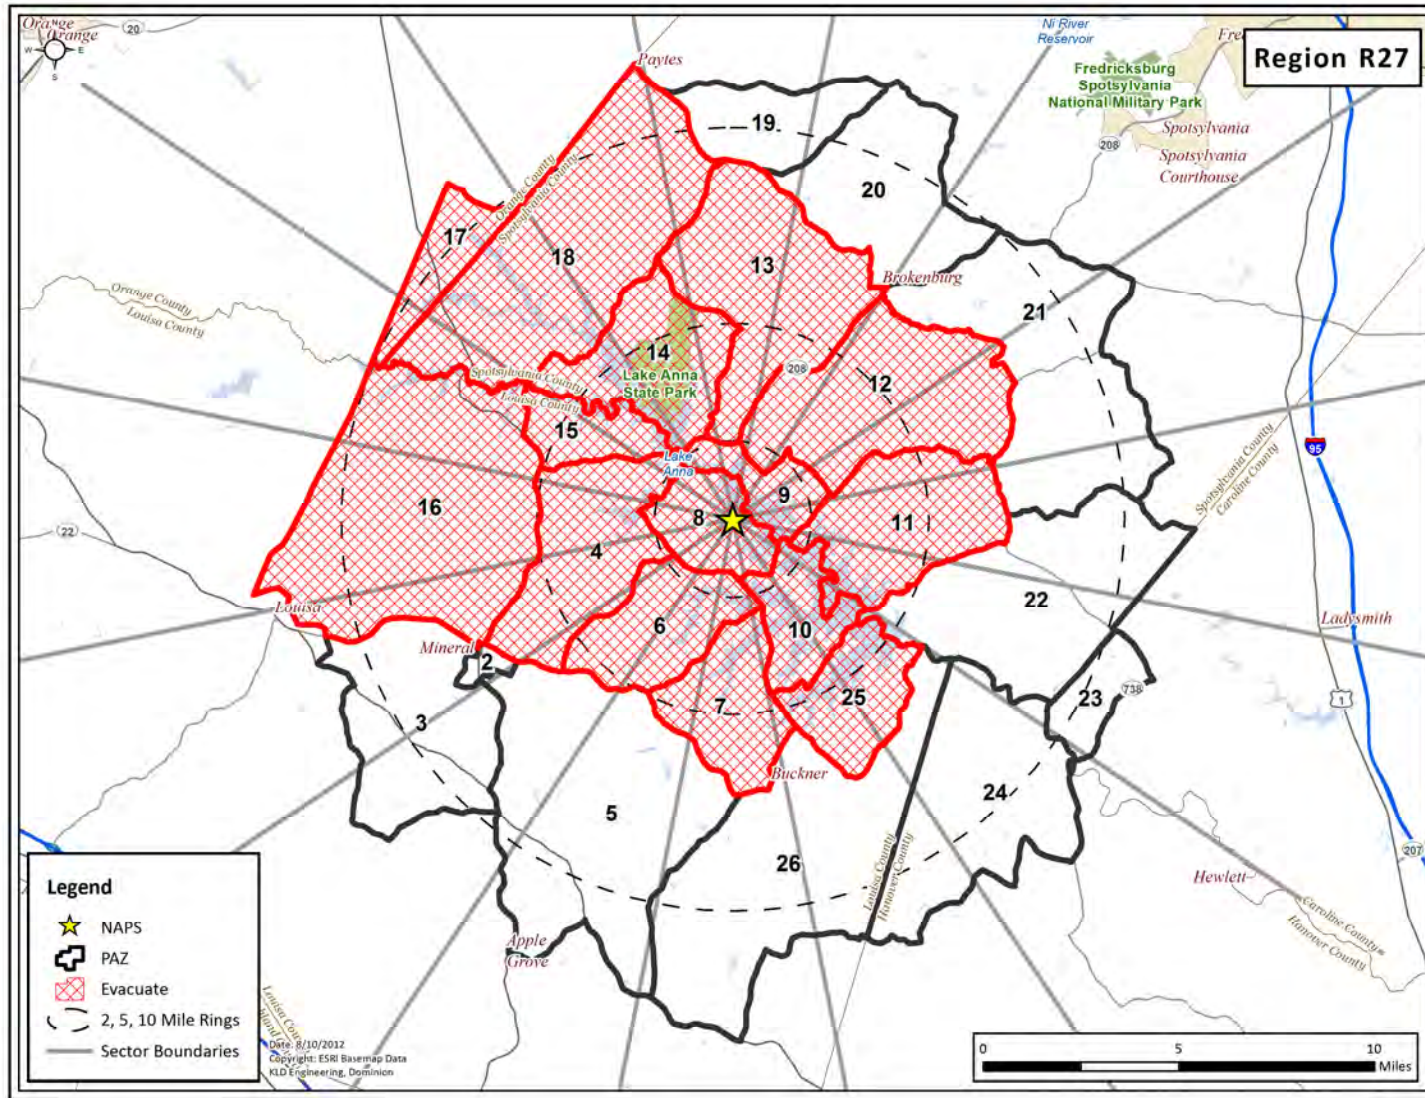 Region R27
Orange
Orange
N
W
E
S
20
Paytes
Ni River
Reservoir
Fredricksburg
Spotsylvania
National Military Park
Fre
Spotsylvania
208
Spotsylvania
Courthouse
19
20
Orange County
Spotsylvania County
17
18
13
Brokenburg
21
Orange County
Louisa County
14
Lake Anna
State Park
208
12
Spotsylvania County
Louisa County
15
Lake
Anna
95
Spotsylvania County
Caroline County
16
9
8
11
22
4
Louisa
6
10
22
Ladysmith
Mineral
2
25
23
738
1
3
7
Buckner
24
5
26
207
Louisa County
Hanover County
Hewlett
Caroline County
Hanover County
Apple
Grove
Legend
NAPS
PAZ
Evacuate
2, 5, 10 Mile Rings
Sector Boundaries
Date: 8/10/2012
Copyright: ESRI Basemap Data
KLD Engineering, Dominion
0
5
10
Miles